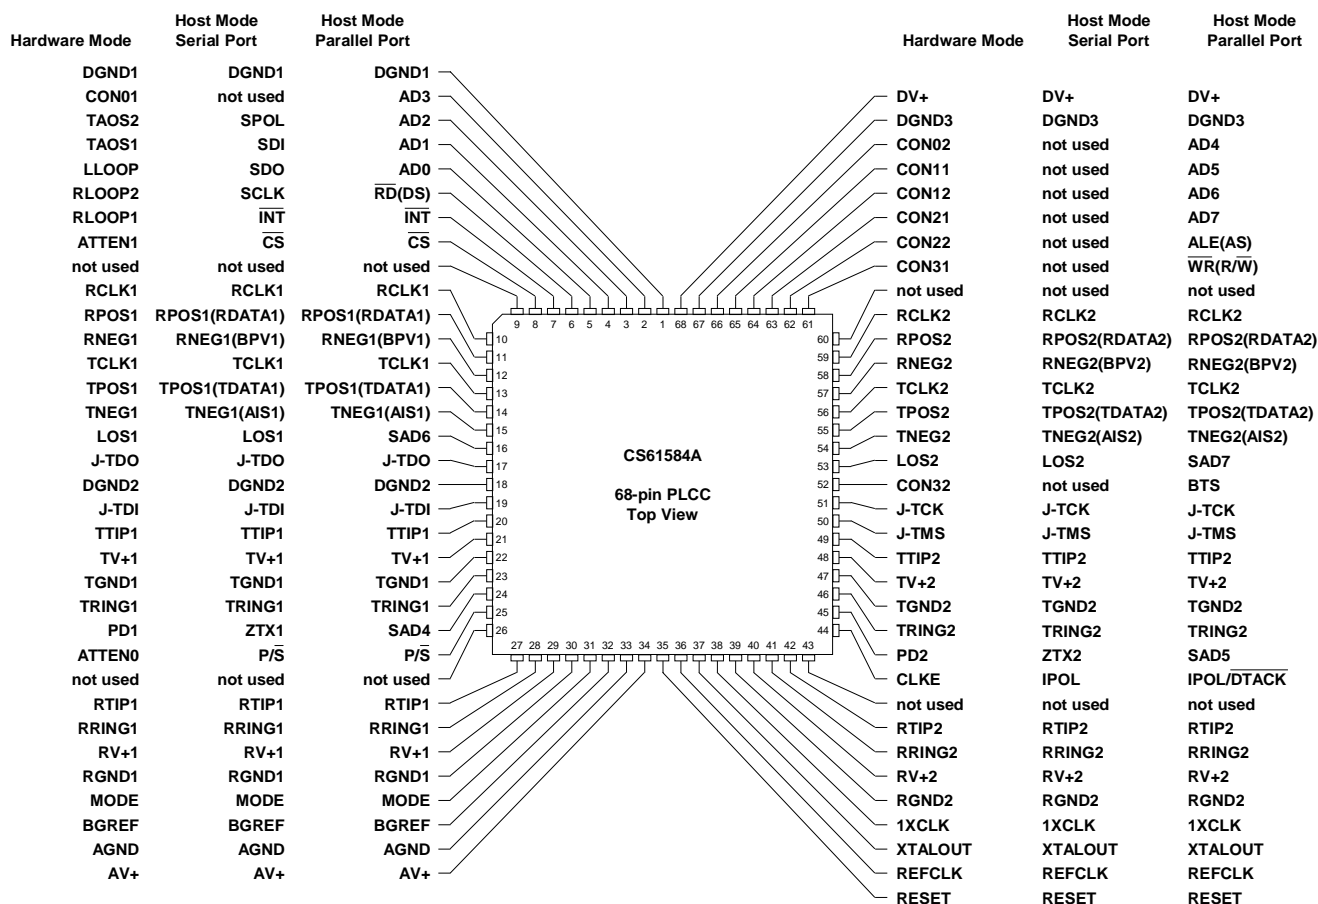 Hardware Mode Host Mode Serial Port Host Mode Parallel Port
DGND1 DGND1 DGND1
CON01 not used AD3
TAOS2 SPOL AD2
TAOS1 SDI AD1
LLOOP SDO AD0
RLOOP2 SCLK R̅D̅(DS)
RLOOP1 I̅N̅T̅ I̅N̅T̅
ATTEN1 C̅S̅ C̅S̅
not used not used not used
RCLK1 RCLK1 RCLK1
RPOS1 RPOS1(RDATA1) RPOS1(RDATA1)
RNEG1 RNEG1(BPV1) RNEG1(BPV1)
TCLK1 TCLK1 TCLK1
TPOS1 TPOS1(TDATA1) TPOS1(TDATA1)
TNEG1 TNEG1(AIS1) TNEG1(AIS1)
LOS1 LOS1 SAD6
J-TDO J-TDO J-TDO
DGND2 DGND2 DGND2
J-TDI J-TDI J-TDI
TTIP1 TTIP1 TTIP1
TV+1 TV+1 TV+1
TGND1 TGND1 TGND1
TRING1 TRING1 TRING1
PD1 ZTX1 SAD4
ATTEN0 P/S̅ P/S̅
not used not used not used
RTIP1 RTIP1 RTIP1
RRING1 RRING1 RRING1
RV+1 RV+1 RV+1
RGND1 RGND1 RGND1
MODE MODE MODE
BGREF BGREF BGREF
AGND AGND AGND
AV+ AV+ AV+
9 8 7 6 5 4 3 2 1 68 67 66 65 64 63 62 61
10
11
12
13
14
15
16
17
18
19
20
21
22
23
24
25
26
CS61584A
68-pin PLCC
Top View
60
59
58
57
56
55
54
53
52
51
50
49
48
47
46
45
44
27 28 29 30 31 32 33 34 35 36 37 38 39 40 41 42 43
Hardware Mode Host Mode Serial Port Host Mode Parallel Port
DV+ DV+ DV+
DGND3 DGND3 DGND3
CON02 not used AD4
CON11 not used AD5
CON12 not used AD6
CON21 not used AD7
CON22 not used ALE(AS)
CON31 not used W̅R̅(R/W̅)
not used not used not used
RCLK2 RCLK2 RCLK2
RPOS2 RPOS2(RDATA2) RPOS2(RDATA2)
RNEG2 RNEG2(BPV2) RNEG2(BPV2)
TCLK2 TCLK2 TCLK2
TPOS2 TPOS2(TDATA2) TPOS2(TDATA2)
TNEG2 TNEG2(AIS2) TNEG2(AIS2)
LOS2 LOS2 SAD7
CON32 not used BTS
J-TCK J-TCK J-TCK
J-TMS J-TMS J-TMS
TTIP2 TTIP2 TTIP2
TV+2 TV+2 TV+2
TGND2 TGND2 TGND2
TRING2 TRING2 TRING2
PD2 ZTX2 SAD5
CLKE IPOL IPOL/D̅T̅A̅C̅K̅
not used not used not used
RTIP2 RTIP2 RTIP2
RRING2 RRING2 RRING2
RV+2 RV+2 RV+2
RGND2 RGND2 RGND2
1XCLK 1XCLK 1XCLK
XTALOUT XTALOUT XTALOUT
REFCLK REFCLK REFCLK
RESET RESET RESET